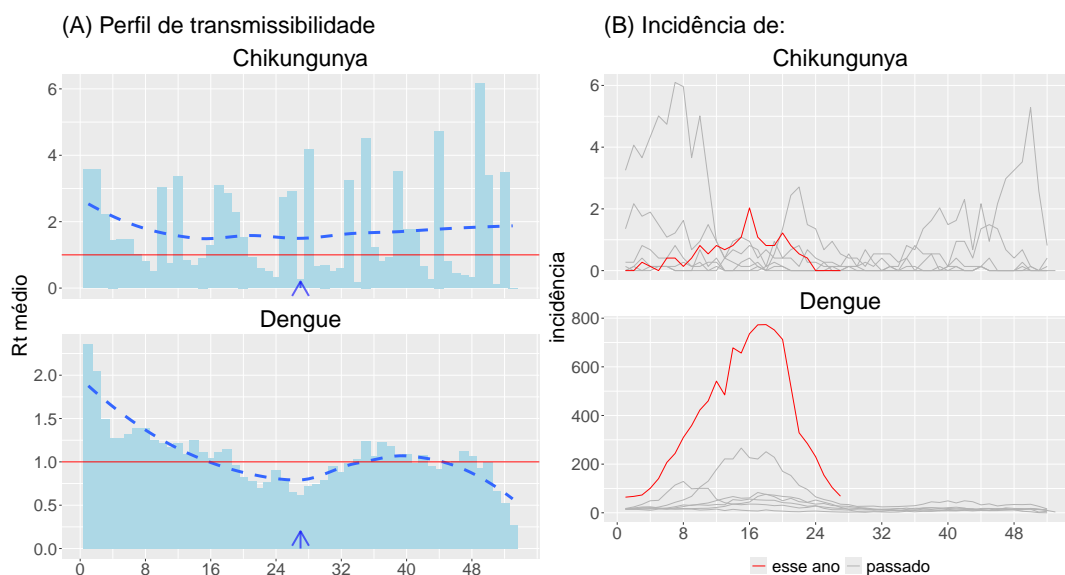 (A) Perfil de transmissibilidade
Chikungunya
6
4
2
0
Dengue
2.0
1.5
1.0
0.5
0.0
0 8 16 24 32 40 48
Rt médio
(B) Incidência de:
Chikungunya
6
4
2
0
Dengue
800
600
400
200
0
0 8 16 24 32 40 48
incidência
esse ano passado